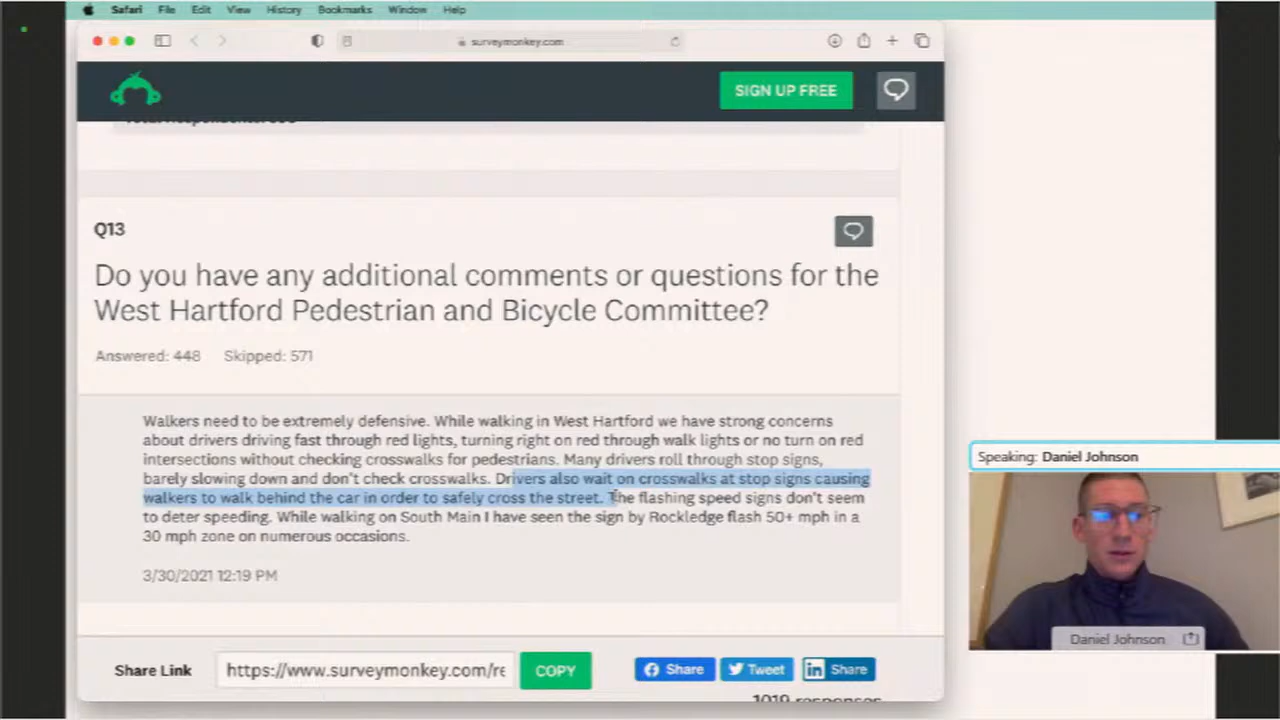 Safari File Edit View History Bookmarks Window Help
surveymonkey.com
SIGN UP FREE
Q13
Do you have any additional comments or questions for the
West Hartford Pedestrian and Bicycle Committee?
Answered: 448 Skipped: 571
Walkers need to be extremely defensive. While walking in West Hartford we have strong concerns
about drivers driving fast through red lights, turning right on red through walk lights or no turn on red
intersections without checking crosswalks for pedestrians. Many drivers roll through stop signs,
barely slowing down and don't check crosswalks. Drivers also wait on crosswalks at stop signs causing
walkers to walk behind the car in order to safely cross the street. The flashing speed signs don't seem
to deter speeding. While walking on South Main I have seen the sign by Rockledge flash 50+ mph in a
30 mph zone on numerous occasions.
3/30/2021 12:19 PM
Share Link https://www.surveymonkey.com/re COPY Share Tweet in Share
1019 responses
Speaking: Daniel Johnson
Daniel Johnson